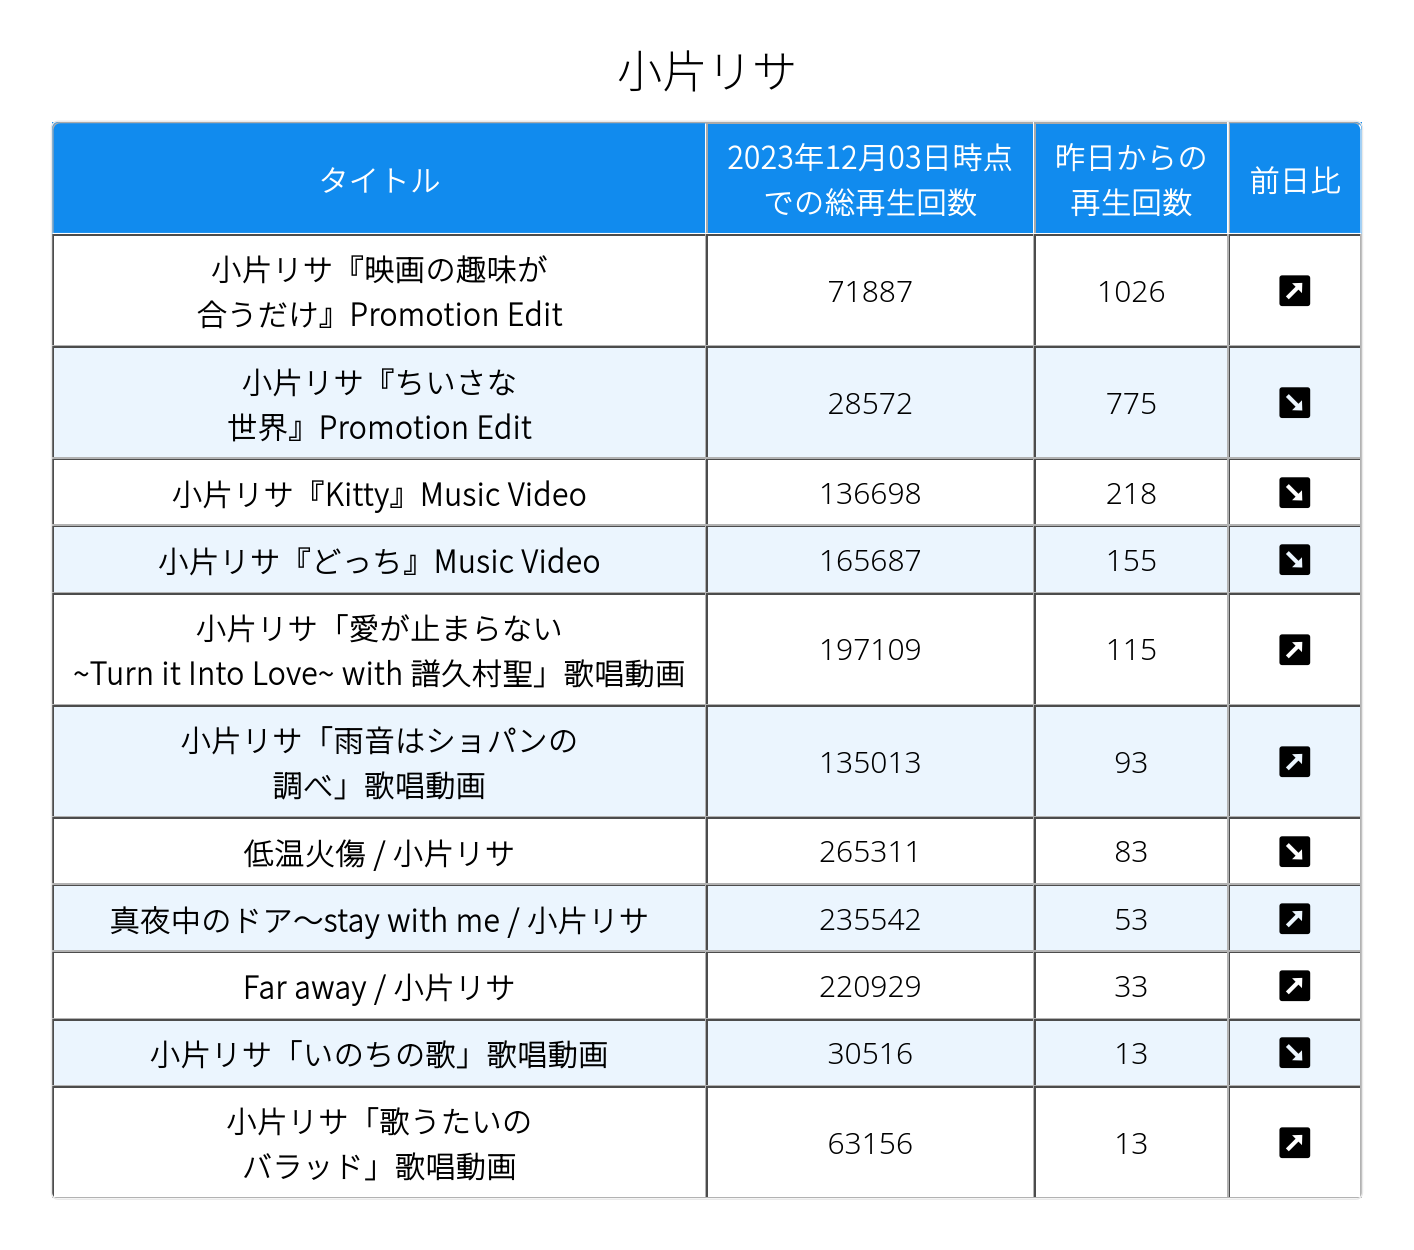 小片リサ
タイトル
2023年12月03日時点
での総再生回数
昨日からの
再生回数
前日比
小片リサ『映画の趣味が
合うだけ』Promotion Edit
71887
1026
小片リサ『ちいさな
世界』Promotion Edit
28572
775
小片リサ『Kitty』Music Video
136698
218
小片リサ『どっち』Music Video
165687
155
小片リサ「愛が止まらない
~Turn it Into Love~ with 譜久村聖」歌唱動画
197109
115
小片リサ「雨音はショパンの
調べ」歌唱動画
135013
93
低温火傷 / 小片リサ
265311
83
真夜中のドア〜stay with me / 小片リサ
235542
53
Far away / 小片リサ
220929
33
小片リサ「いのちの歌」歌唱動画
30516
13
小片リサ「歌うたいの
バラッド」歌唱動画
63156
13